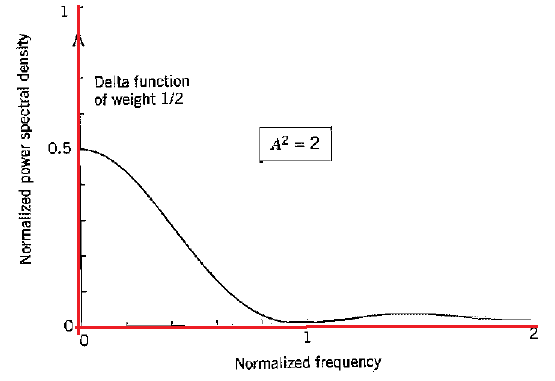 Normalized power spectral density
1
0.5
0
Delta function
of weight 1/2
A² = 2
0
1
2
Normalized frequency